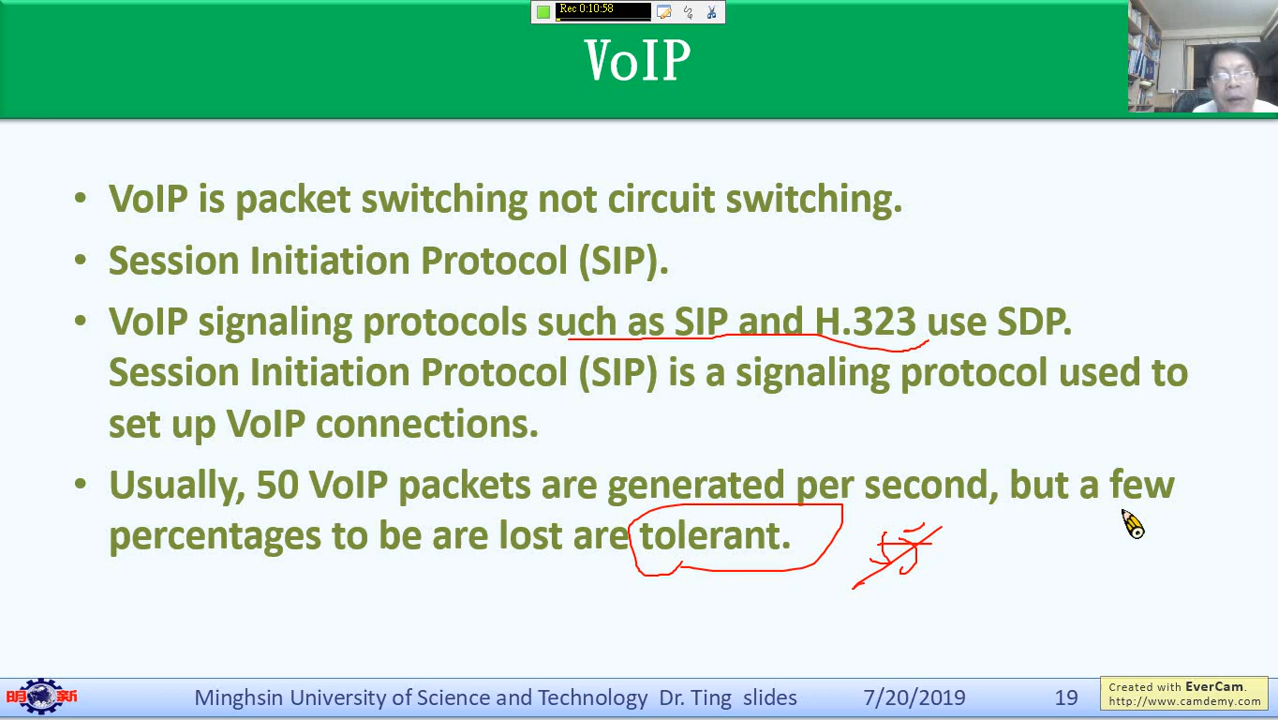 Rec 0:10:58
VoIP
• VoIP is packet switching not circuit switching.
• Session Initiation Protocol (SIP).
• VoIP signaling protocols such as SIP and H.323 use SDP.
Session Initiation Protocol (SIP) is a signaling protocol used to
set up VoIP connections.
• Usually, 50 VoIP packets are generated per second, but a few
percentages to be are lost are tolerant.
明新 Minghsin University of Science and Technology Dr. Ting slides 7/20/2019 19
Created with EverCam.
http://www.camdemy.com